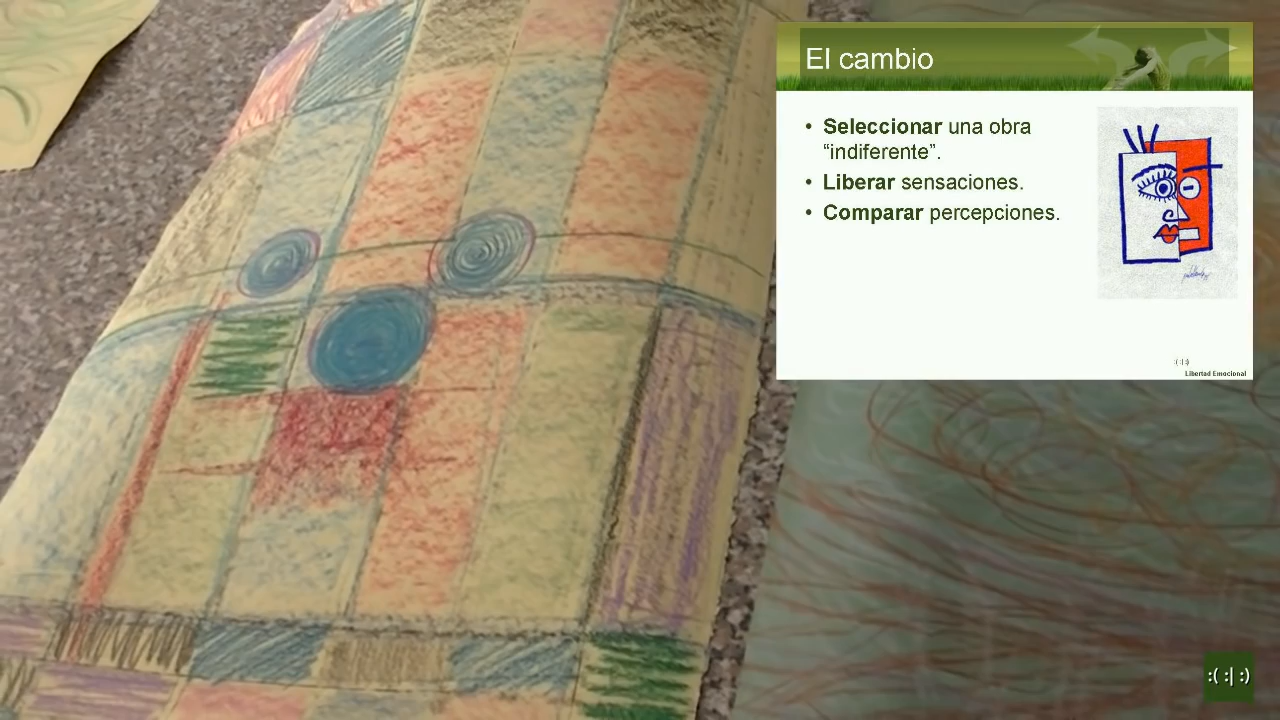 El cambio
• Seleccionar una obra
“indiferente”.
• Liberar sensaciones.
• Comparar percepciones.
:(:|:)
Libertad Emocional
:( :| :)